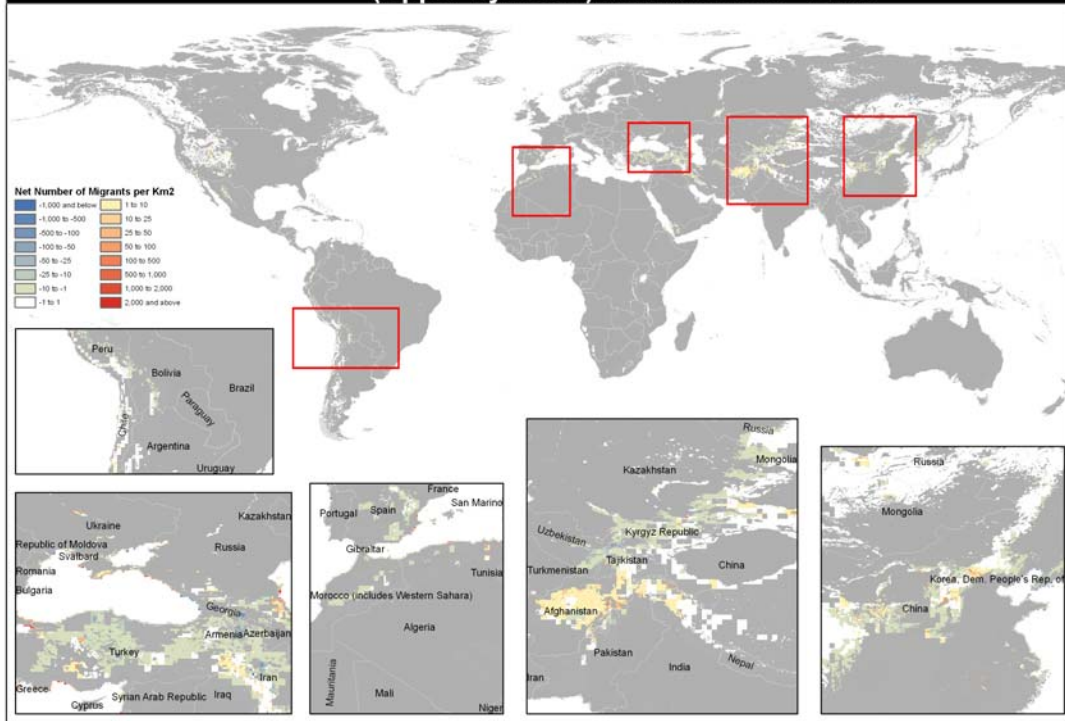 Net Number of Migrants per Km2
-1,000 and below
1 to 10
-1,000 to -500
10 to 25
-500 to -100
25 to 50
-100 to -50
50 to 100
-50 to -25
100 to 500
-25 to -10
500 to 1,000
-10 to -1
1,000 to 2,000
-1 to 1
2,000 and above
Peru
Bolivia
Brazil
Paraguay
Chile
Argentina
Uruguay
Ukraine
Kazakhstan
Republic of Moldova
Svalbard
Russia
Romania
Bulgaria
Georgia
Armenia
Azerbaijan
Turkey
Iran
Greece
Syrian Arab Republic
Iraq
Cyprus
France
Portugal
Spain
San Marino
Gibraltar
Tunisia
Morocco (includes Western Sahara)
Algeria
Mauritania
Mali
Niger
Russia
Mongolia
Kazakhstan
Uzbekistan
Kyrgyz Republic
Turkmenistan
Tajikistan
China
Afghanistan
Pakistan
Nepal
India
Iran
Russia
Mongolia
Korea, Dem. People's Rep. of
China